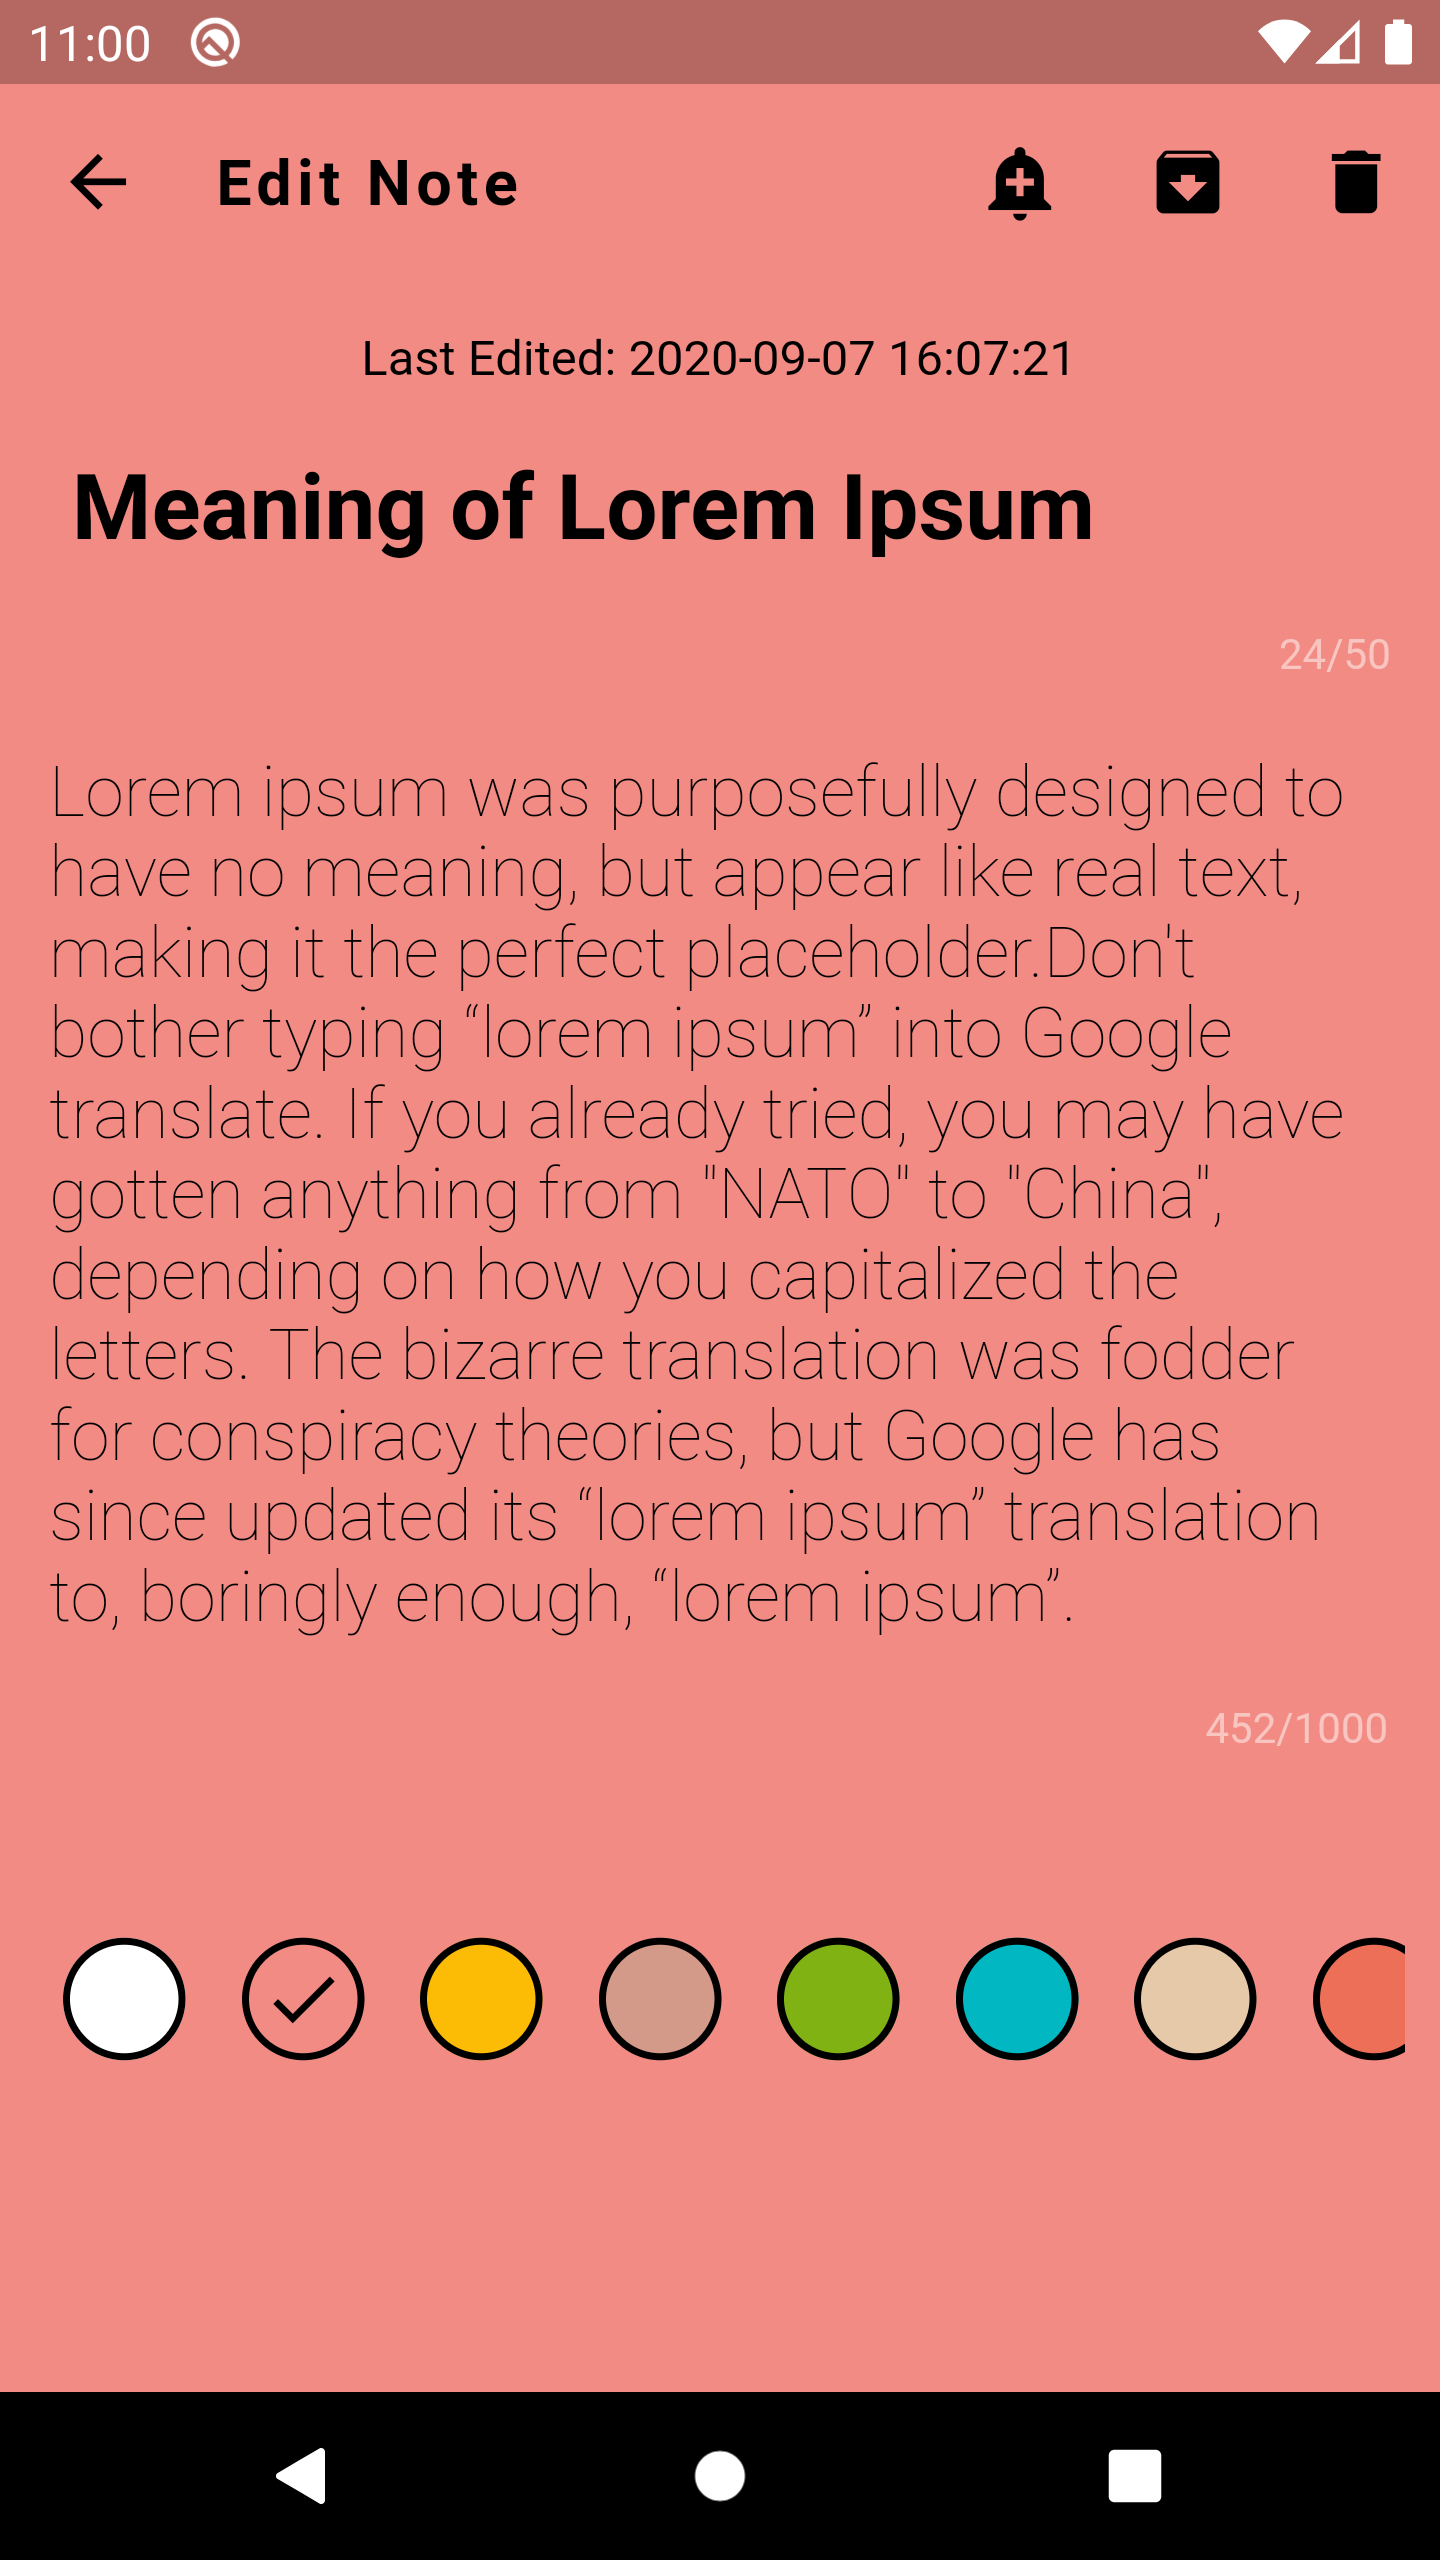 11:00
Edit Note
Last Edited: 2020-09-07 16:07:21
Meaning of Lorem Ipsum
24/50
Lorem ipsum was purposefully designed to
have no meaning, but appear like real text,
making it the perfect placeholder.Don't
bother typing “lorem ipsum” into Google
translate. If you already tried, you may have
gotten anything from "NATO" to "China",
depending on how you capitalized the
letters. The bizarre translation was fodder
for conspiracy theories, but Google has
since updated its “lorem ipsum” translation
to, boringly enough, “lorem ipsum”.
452/1000